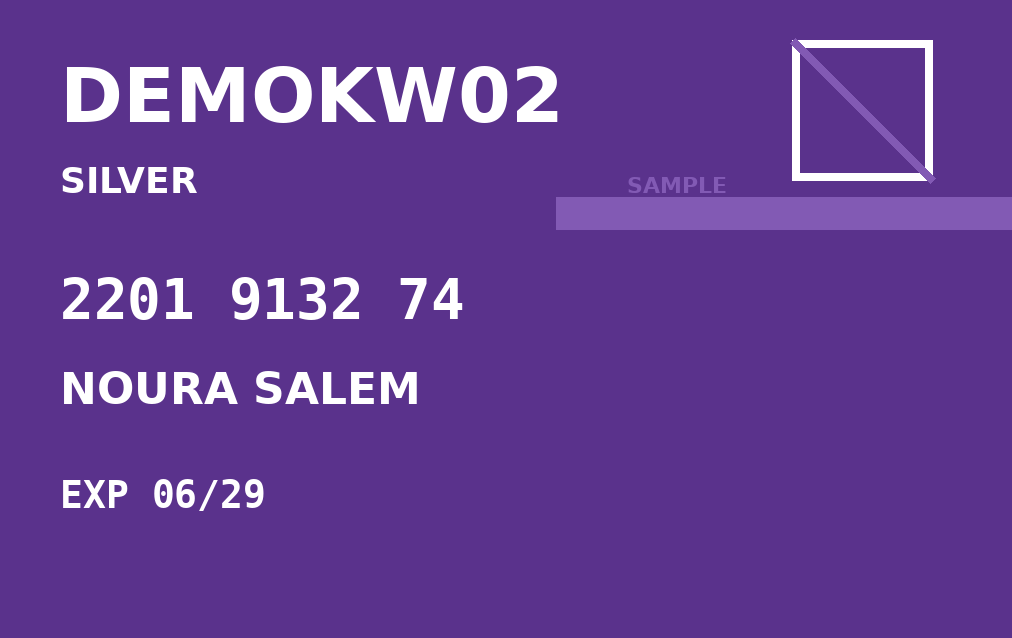 DEMOKW02
SILVER
SAMPLE
2201 9132 74
NOURA SALEM
EXP 06/29